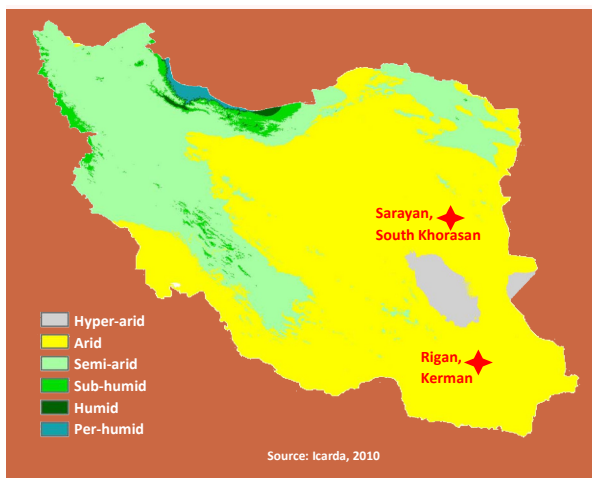 Sarayan,
South Khorasan
Rigan,
Kerman
Hyper-arid
Arid
Semi-arid
Sub-humid
Humid
Per-humid
Source: Icarda, 2010